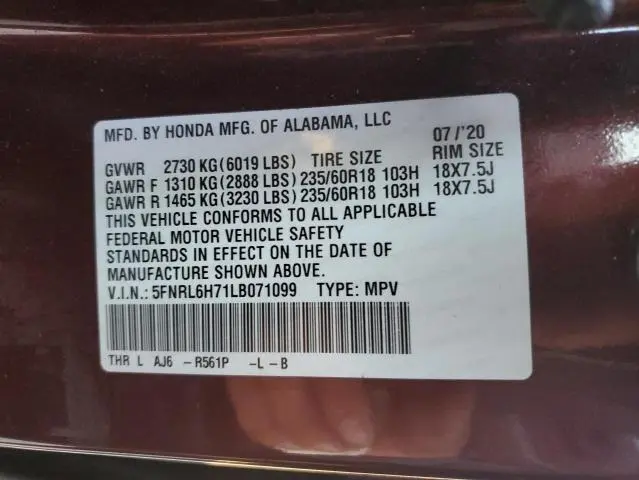 MFD. BY HONDA MFG. OF ALABAMA, LLC 07/'20
GVWR 2730 KG(6019 LBS) TIRE SIZE RIM SIZE
GAWR F 1310 KG(2888 LBS)235/60R18 103H 18X7.5J
GAWR R 1465 KG(3230 LBS)235/60R18 103H 18X7.5J
THIS VEHICLE CONFORMS TO ALL APPLICABLE
FEDERAL MOTOR VEHICLE SAFETY
STANDARDS IN EFFECT ON THE DATE OF
MANUFACTURE SHOWN ABOVE.
V.I.N.: 5FNRL6H71LB071099 TYPE: MPV
THR L AJ6 -R561P -L-B